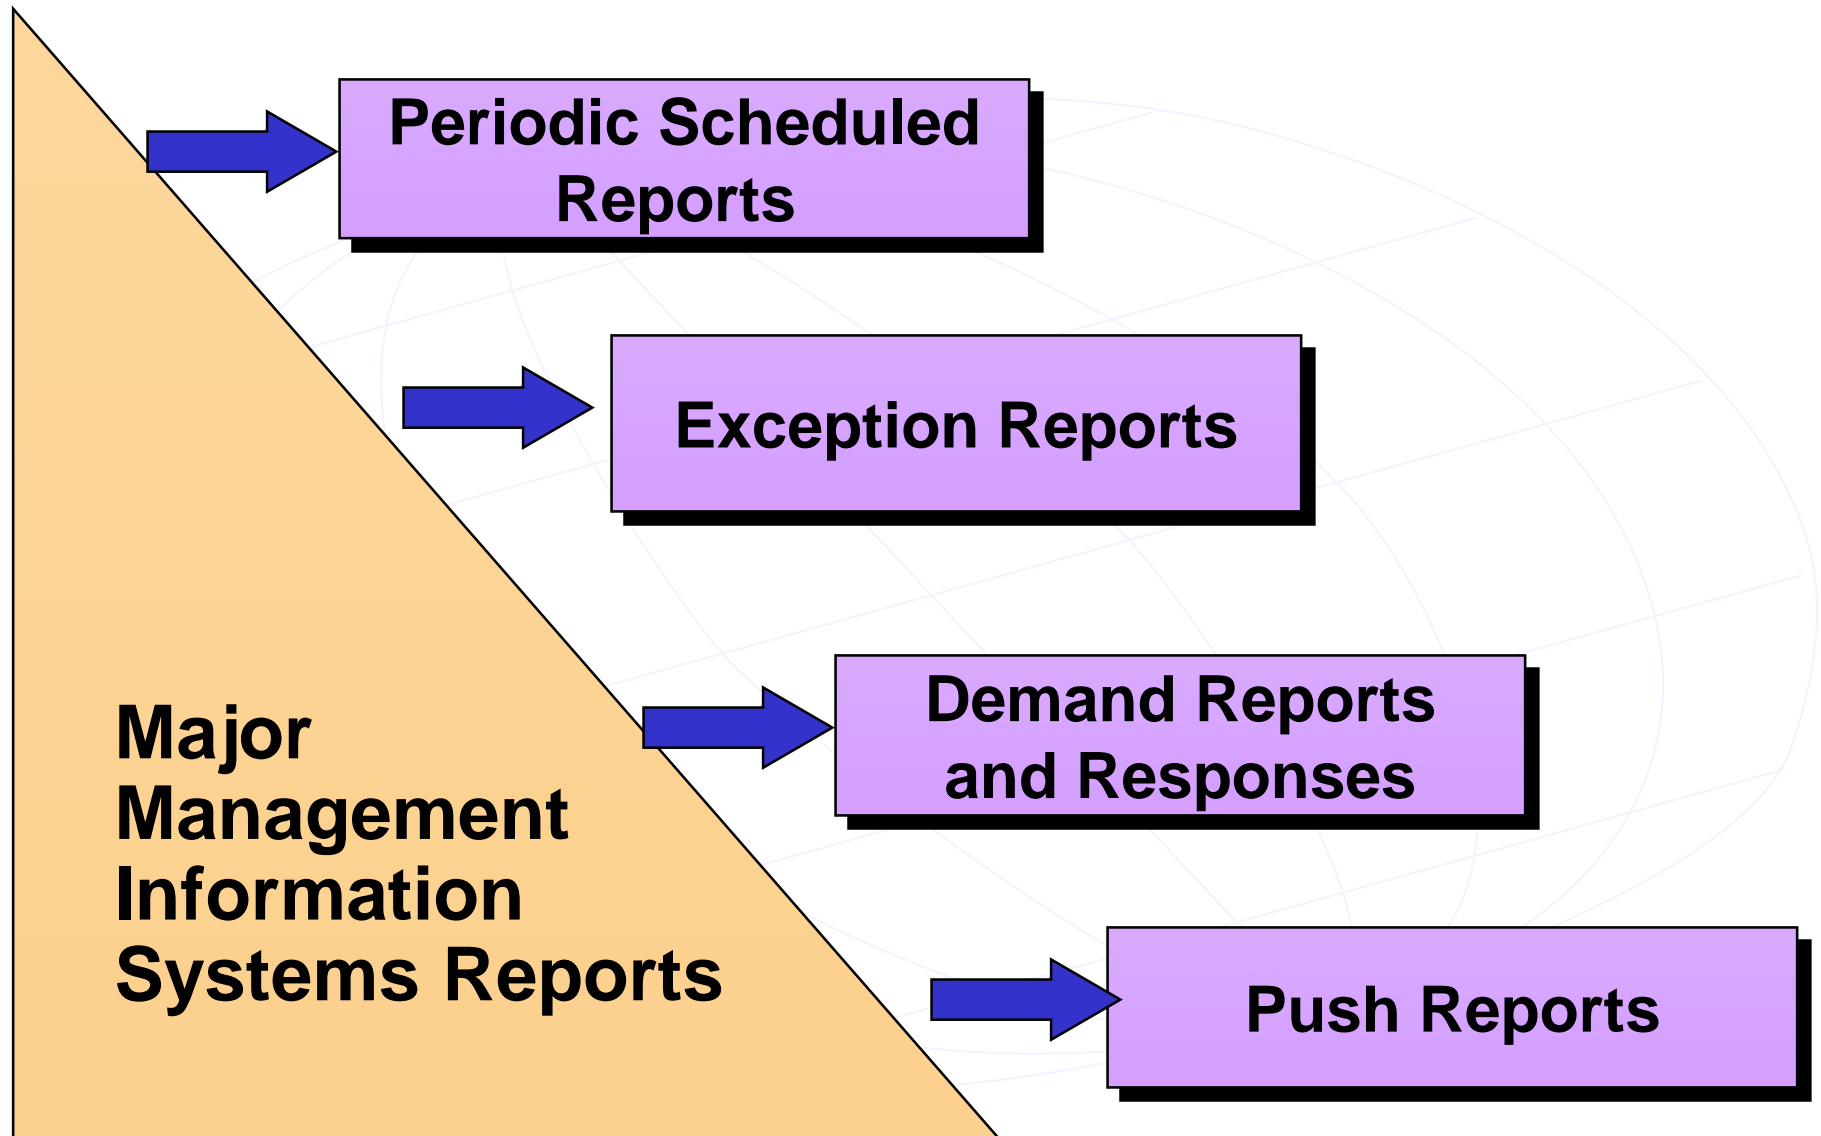 Periodic Scheduled
Reports
Exception Reports
Demand Reports
and Responses
Major
Management
Information
Systems Reports
Push Reports